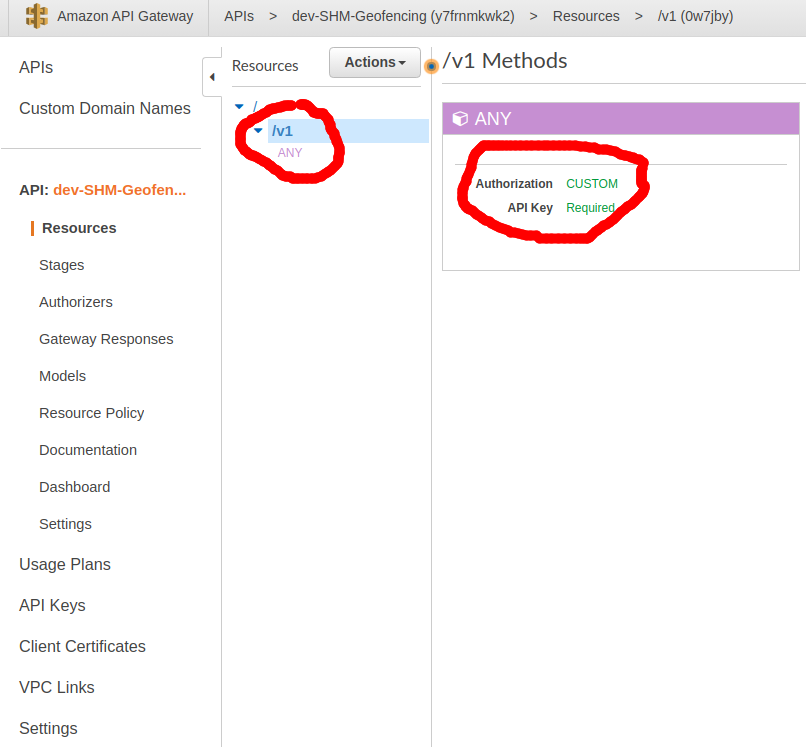 Amazon API Gateway
APIs > dev-SHM-Geofencing (y7frnmkwk2) > Resources > /v1 (0w7jby)
APIs
Custom Domain Names
API: dev-SHM-Geofen...
Resources
Stages
Authorizers
Gateway Responses
Models
Resource Policy
Documentation
Dashboard
Settings
Usage Plans
API Keys
Client Certificates
VPC Links
Settings
Resources
Actions
/
/v1
ANY
/v1 Methods
ANY
Authorization CUSTOM
API Key Required